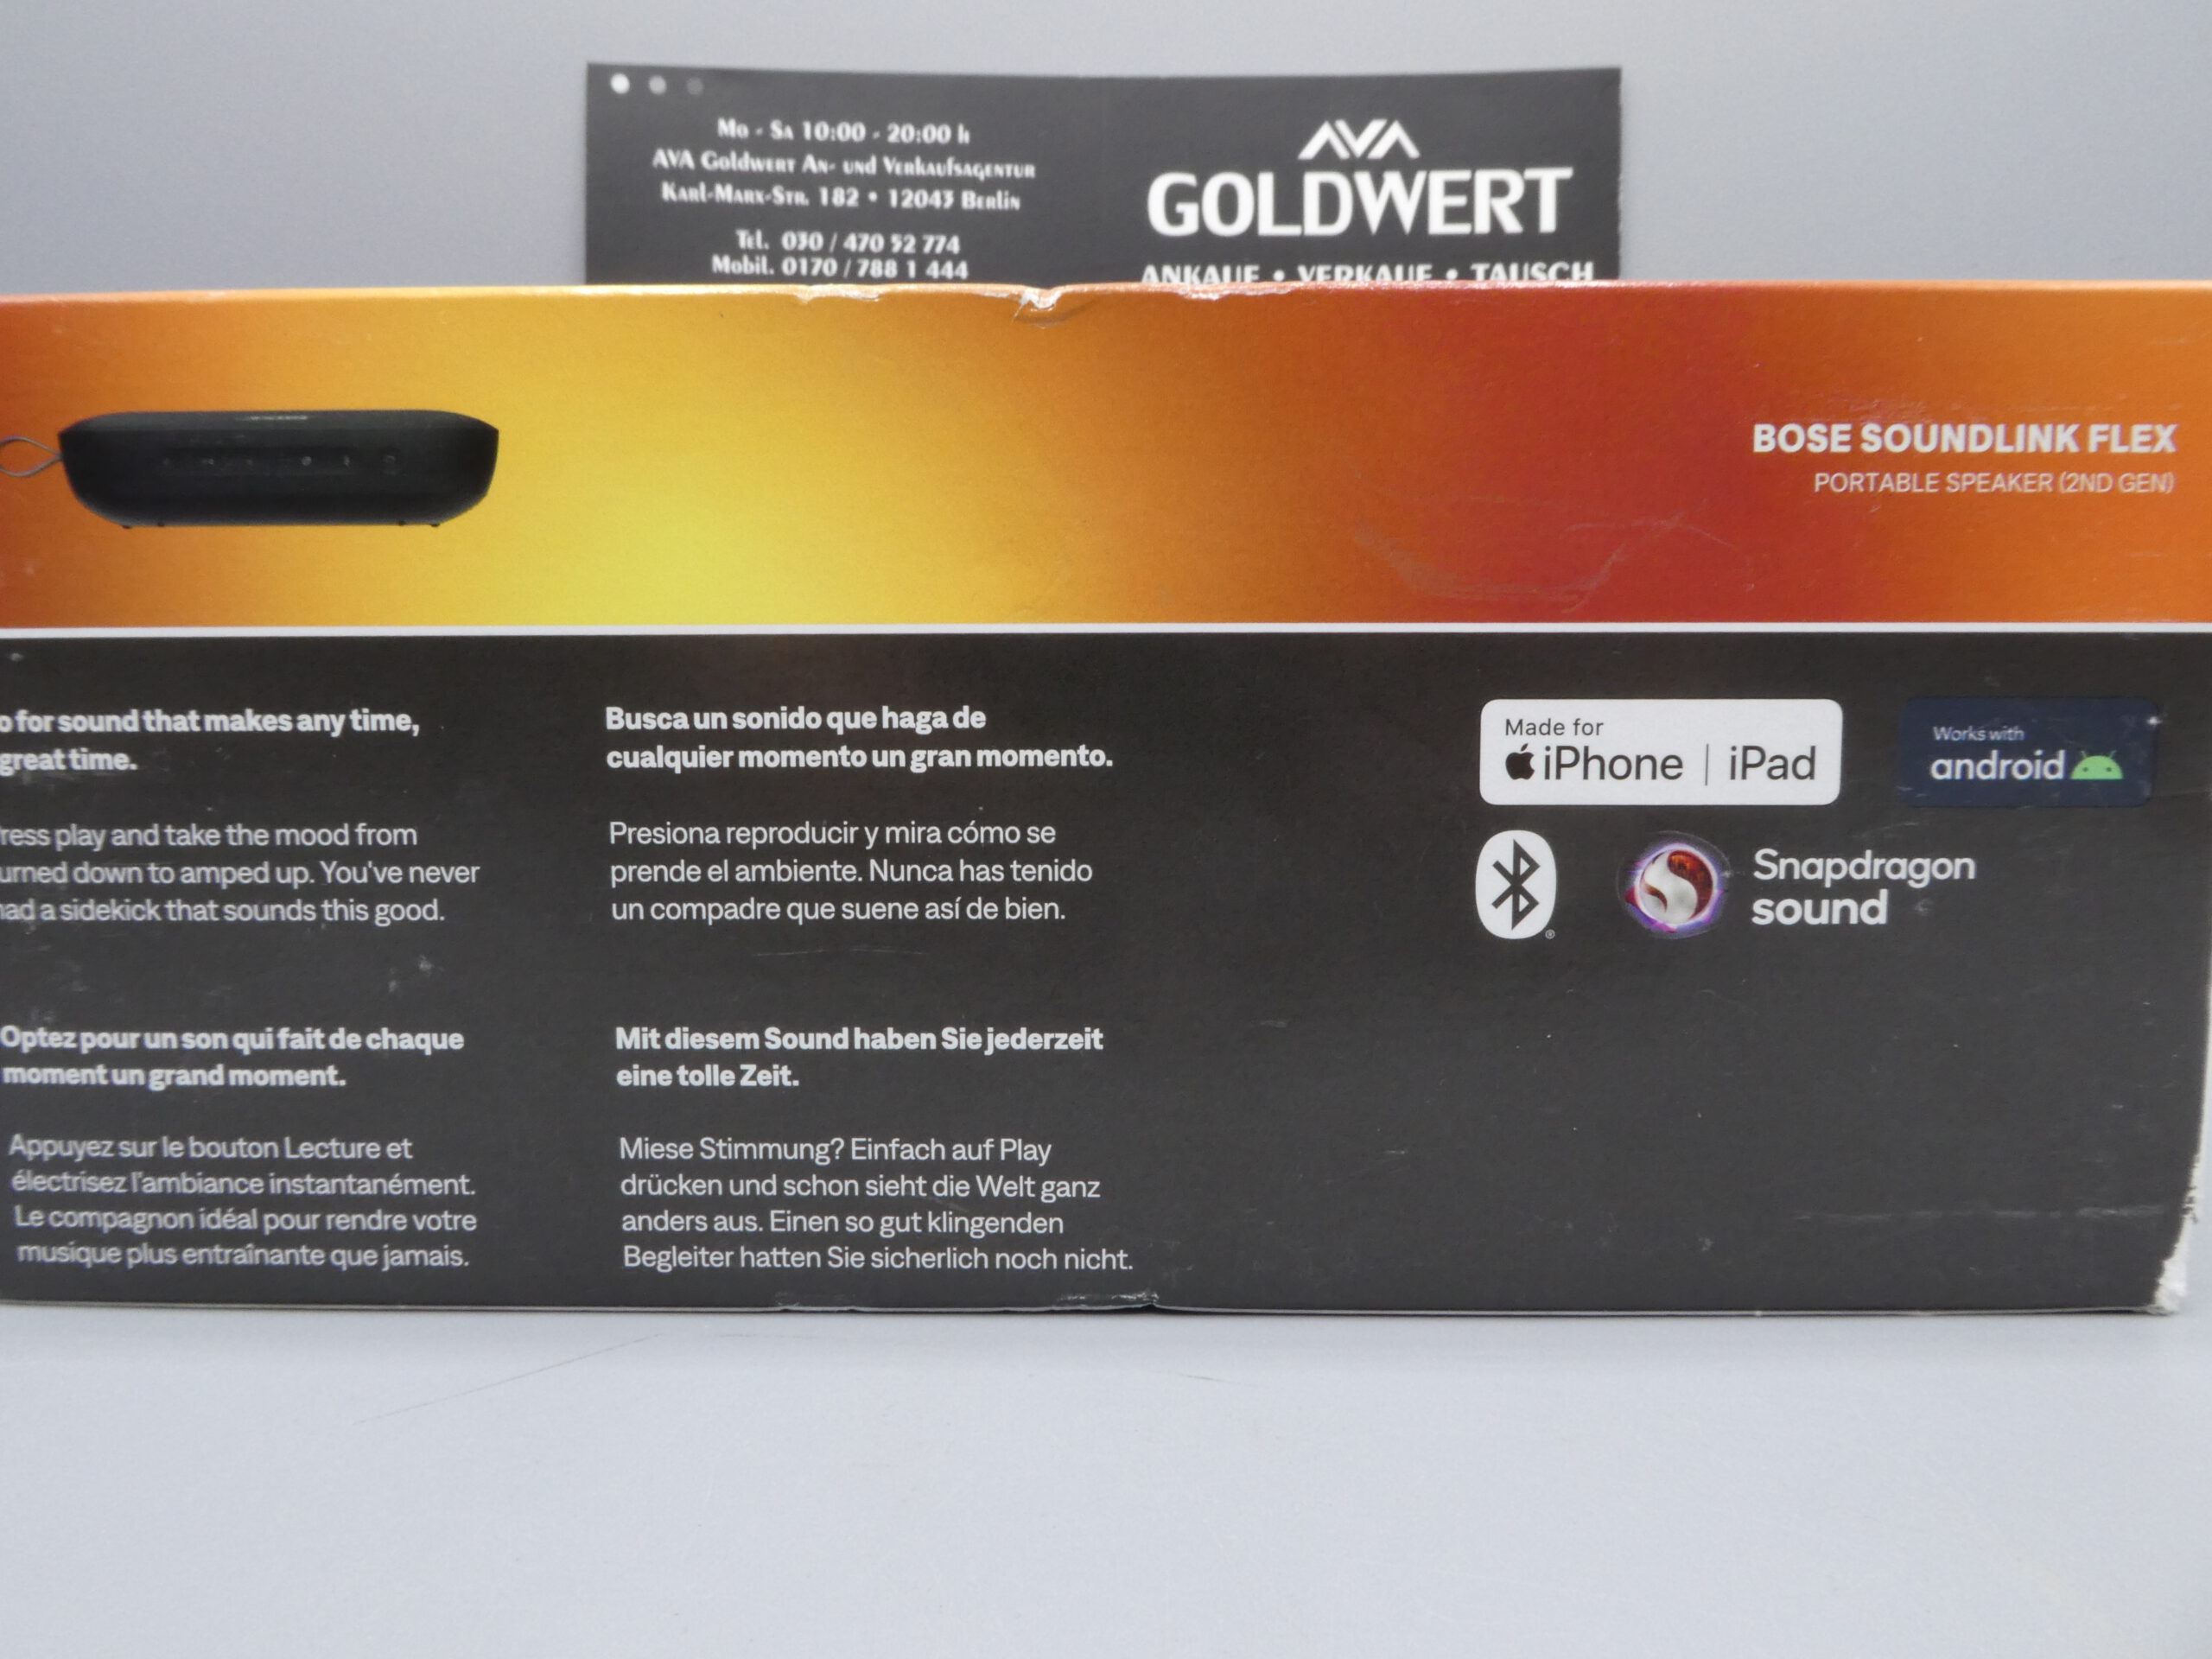 Mo - Sa 10:00 - 20:00 h
AVA Goldwert An- und Verkaufsagentur
Karl-Marx-Str. 182 • 12043 Berlin
Tel. 030 / 470 52 774
Mobil. 0170 / 788 1 444
AVA
GOLDWERT
ANKAUF • VERKAUF • TAUSCH
BOSE SOUNDLINK FLEX
PORTABLE SPEAKER (2ND GEN)
for sound that makes any time,
great time.
play and take the mood from
down to amped up. You've never
a sidekick that sounds this good.
Optez pour un son qui fait de chaque
moment un grand moment.
Appuyez sur le bouton Lecture et
électrisez l'ambiance instantanément.
Le compagnon idéal pour rendre votre
musique plus entraînante que jamais.
Busca un sonido que haga de
cualquier momento un gran momento.
Presiona reproducir y mira cómo se
prende el ambiente. Nunca has tenido
un compadre que suene así de bien.
Mit diesem Sound haben Sie jederzeit
eine tolle Zeit.
Miese Stimmung? Einfach auf Play
drücken und schon sieht die Welt ganz
anders aus. Einen so gut klingenden
Begleiter hatten Sie sicherlich noch nicht.
Made for
iPhone | iPad
Works with
android
Snapdragon
sound